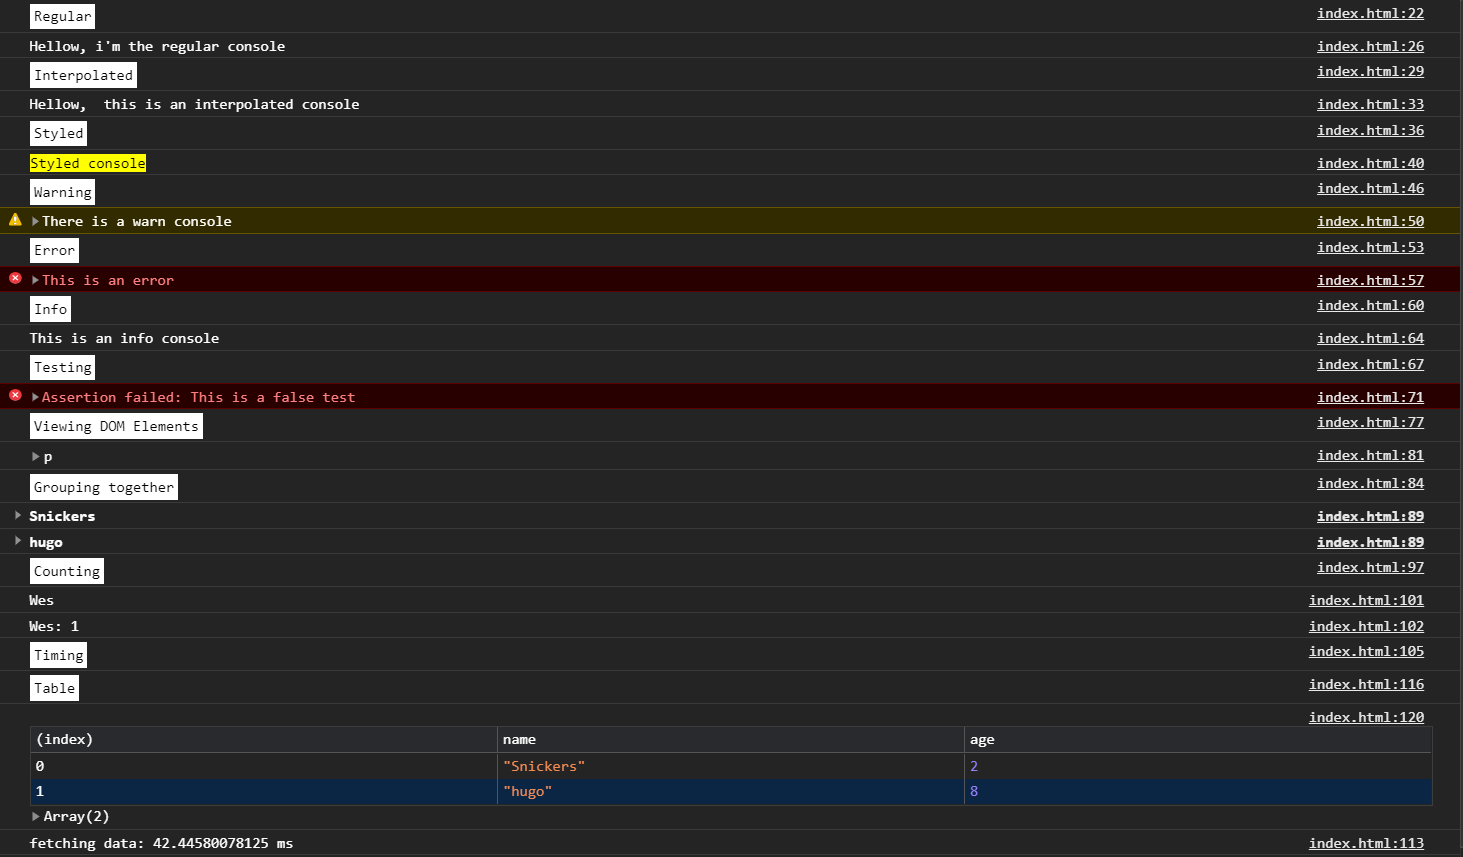 Regular index.html:22
Hellow, i'm the regular console index.html:26
Interpolated index.html:29
Hellow,  this is an interpolated console index.html:33
Styled index.html:36
Styled console index.html:40
Warning index.html:46
There is a warn console index.html:50
Error index.html:53
This is an error index.html:57
Info index.html:60
This is an info console index.html:64
Testing index.html:67
Assertion failed: This is a false test index.html:71
Viewing DOM Elements index.html:77
p index.html:81
Grouping together index.html:84
Snickers index.html:89
hugo index.html:89
Counting index.html:97
Wes index.html:101
Wes: 1 index.html:102
Timing index.html:105
Table index.html:116
index.html:120
(index) name age
0 "Snickers" 2
1 "hugo" 8
Array(2)
fetching data: 42.44580078125 ms index.html:113